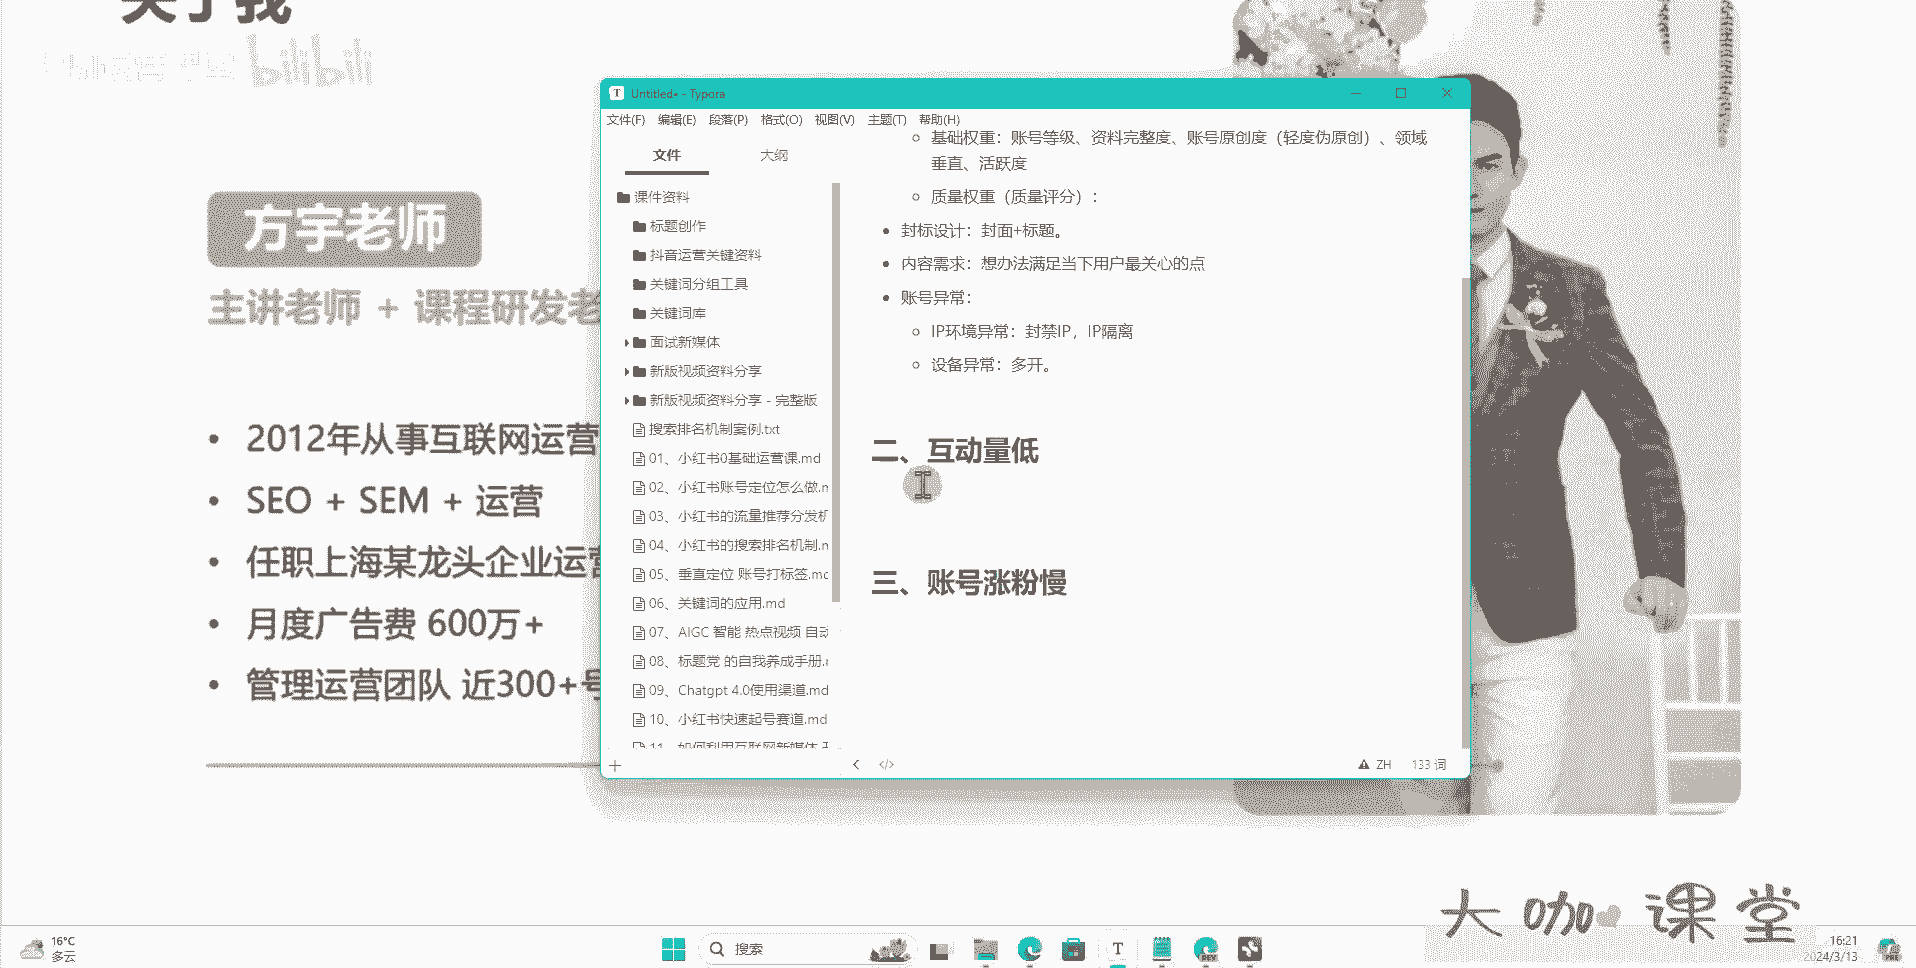 关于我
bilibili
方宇老师
主讲老师 + 课程研发老
• 2012年从事互联网运营
• SEO + SEM + 运营
• 任职上海某龙头企业运营
• 月度广告费 600万+
• 管理运营团队 近300+号
Untitled• - Typora
文件(F) 编辑(E) 段落(P) 格式(O) 视图(V) 主题(T) 帮助(H)
文件 大纲
课件资料
标题创作
抖音运营关键资料
关键词分组工具
关键词库
面试新媒体
新版视频资料分享
新版视频资料分享 - 完整版
搜索排名机制案例.txt
01、小红书0基础运营课.md
02、小红书账号定位怎么做.m
03、小红书的流量推荐分发机
04、小红书的搜索排名机制.m
05、垂直定位 账号打标签.md
06、关键词的应用.md
07、AIGC 智能 热点视频 自动
08、标题党 的自我养成手册.
09、Chatgpt 4.0使用渠道.md
10、小红书快速起号赛道.md
11、如何利用互联网新媒体
基础权重：账号等级、资料完整度、账号原创度（轻度伪原创）、领域
垂直、活跃度
质量权重（质量评分）：
• 封标设计：封面+标题。
• 内容需求：想办法满足当下用户最关心的点
• 账号异常：
IP环境异常：封禁IP，IP隔离
设备异常：多开。
二、互动量低
三、账号涨粉慢
ZH 133 词
大咖课堂
16°C
多云
搜索
16:21
2024/3/13